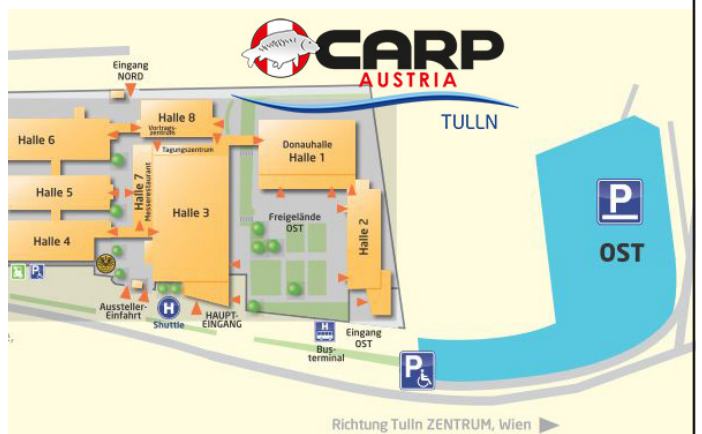 CARP
AUSTRIA
TULLN
Eingang
NORD
Halle 8
Vortrags-
zentrum
Halle 6
Tagungszentrum
Donauhalle
Halle 1
Halle 5
Halle 7
Messerestaurant
Halle 3
Freigelände
OST
Halle 2
P
OST
Halle 4
P
Aussteller-
Einfahrt
H
Shuttle
HAUPT-
EINGANG
H
Bus-
terminal
Eingang
OST
P
Richtung Tulln ZENTRUM, Wien